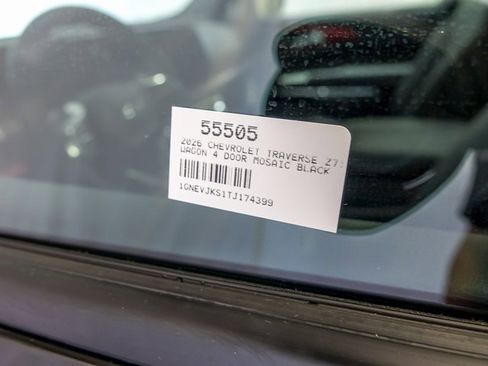 55505
2026 CHEVROLET TRAVERSE Z71
WAGON 4 DOOR MOSAIC BLACK
1GNEVJKS1TJ174399